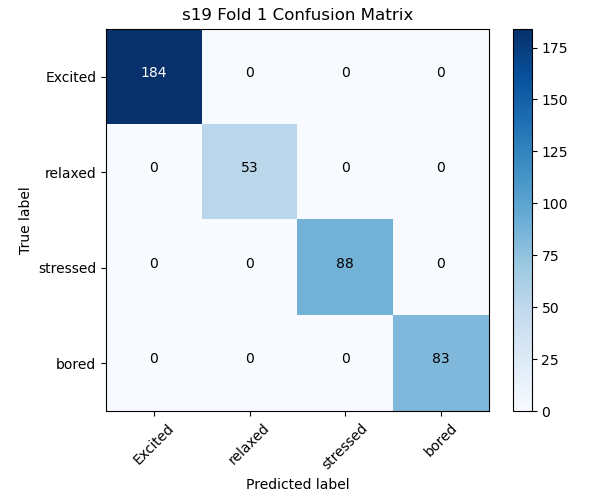 s19 Fold 1 Confusion Matrix
True label
Excited 184 0 0 0
relaxed 0 53 0 0
stressed 0 0 88 0
bored 0 0 0 83
Excited relaxed stressed bored
Predicted label
175
150
125
100
75
50
25
0